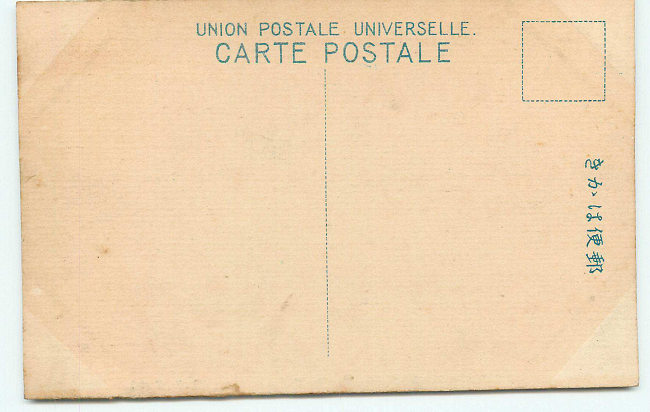 UNION POSTALE UNIVERSELLE.
CARTE POSTALE
郵便はかき